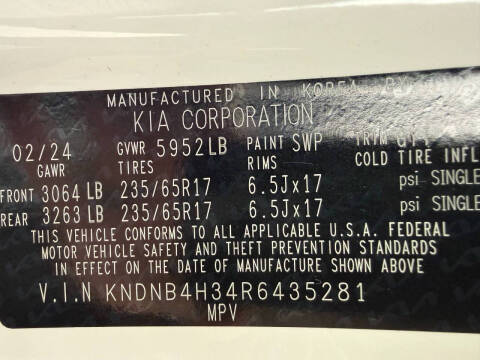 MANUFACTURED IN KOREA BY
KIA CORPORATION
02/24 GVWR 5952LB PAINT SWP TRIM
GAWR TIRES RIMS COLD TIRE INFL
FRONT 3064 LB 235/65R17 6.5Jx17 psi SINGLE
REAR 3263 LB 235/65R17 6.5Jx17 psi SINGLE
THIS VEHICLE CONFORMS TO ALL APPLICABLE U.S.A. FEDERAL
MOTOR VEHICLE SAFETY AND THEFT PREVENTION STANDARDS
IN EFFECT ON THE DATE OF MANUFACTURE SHOWN ABOVE
V.I.N KNDNB4H34R6435281
MPV